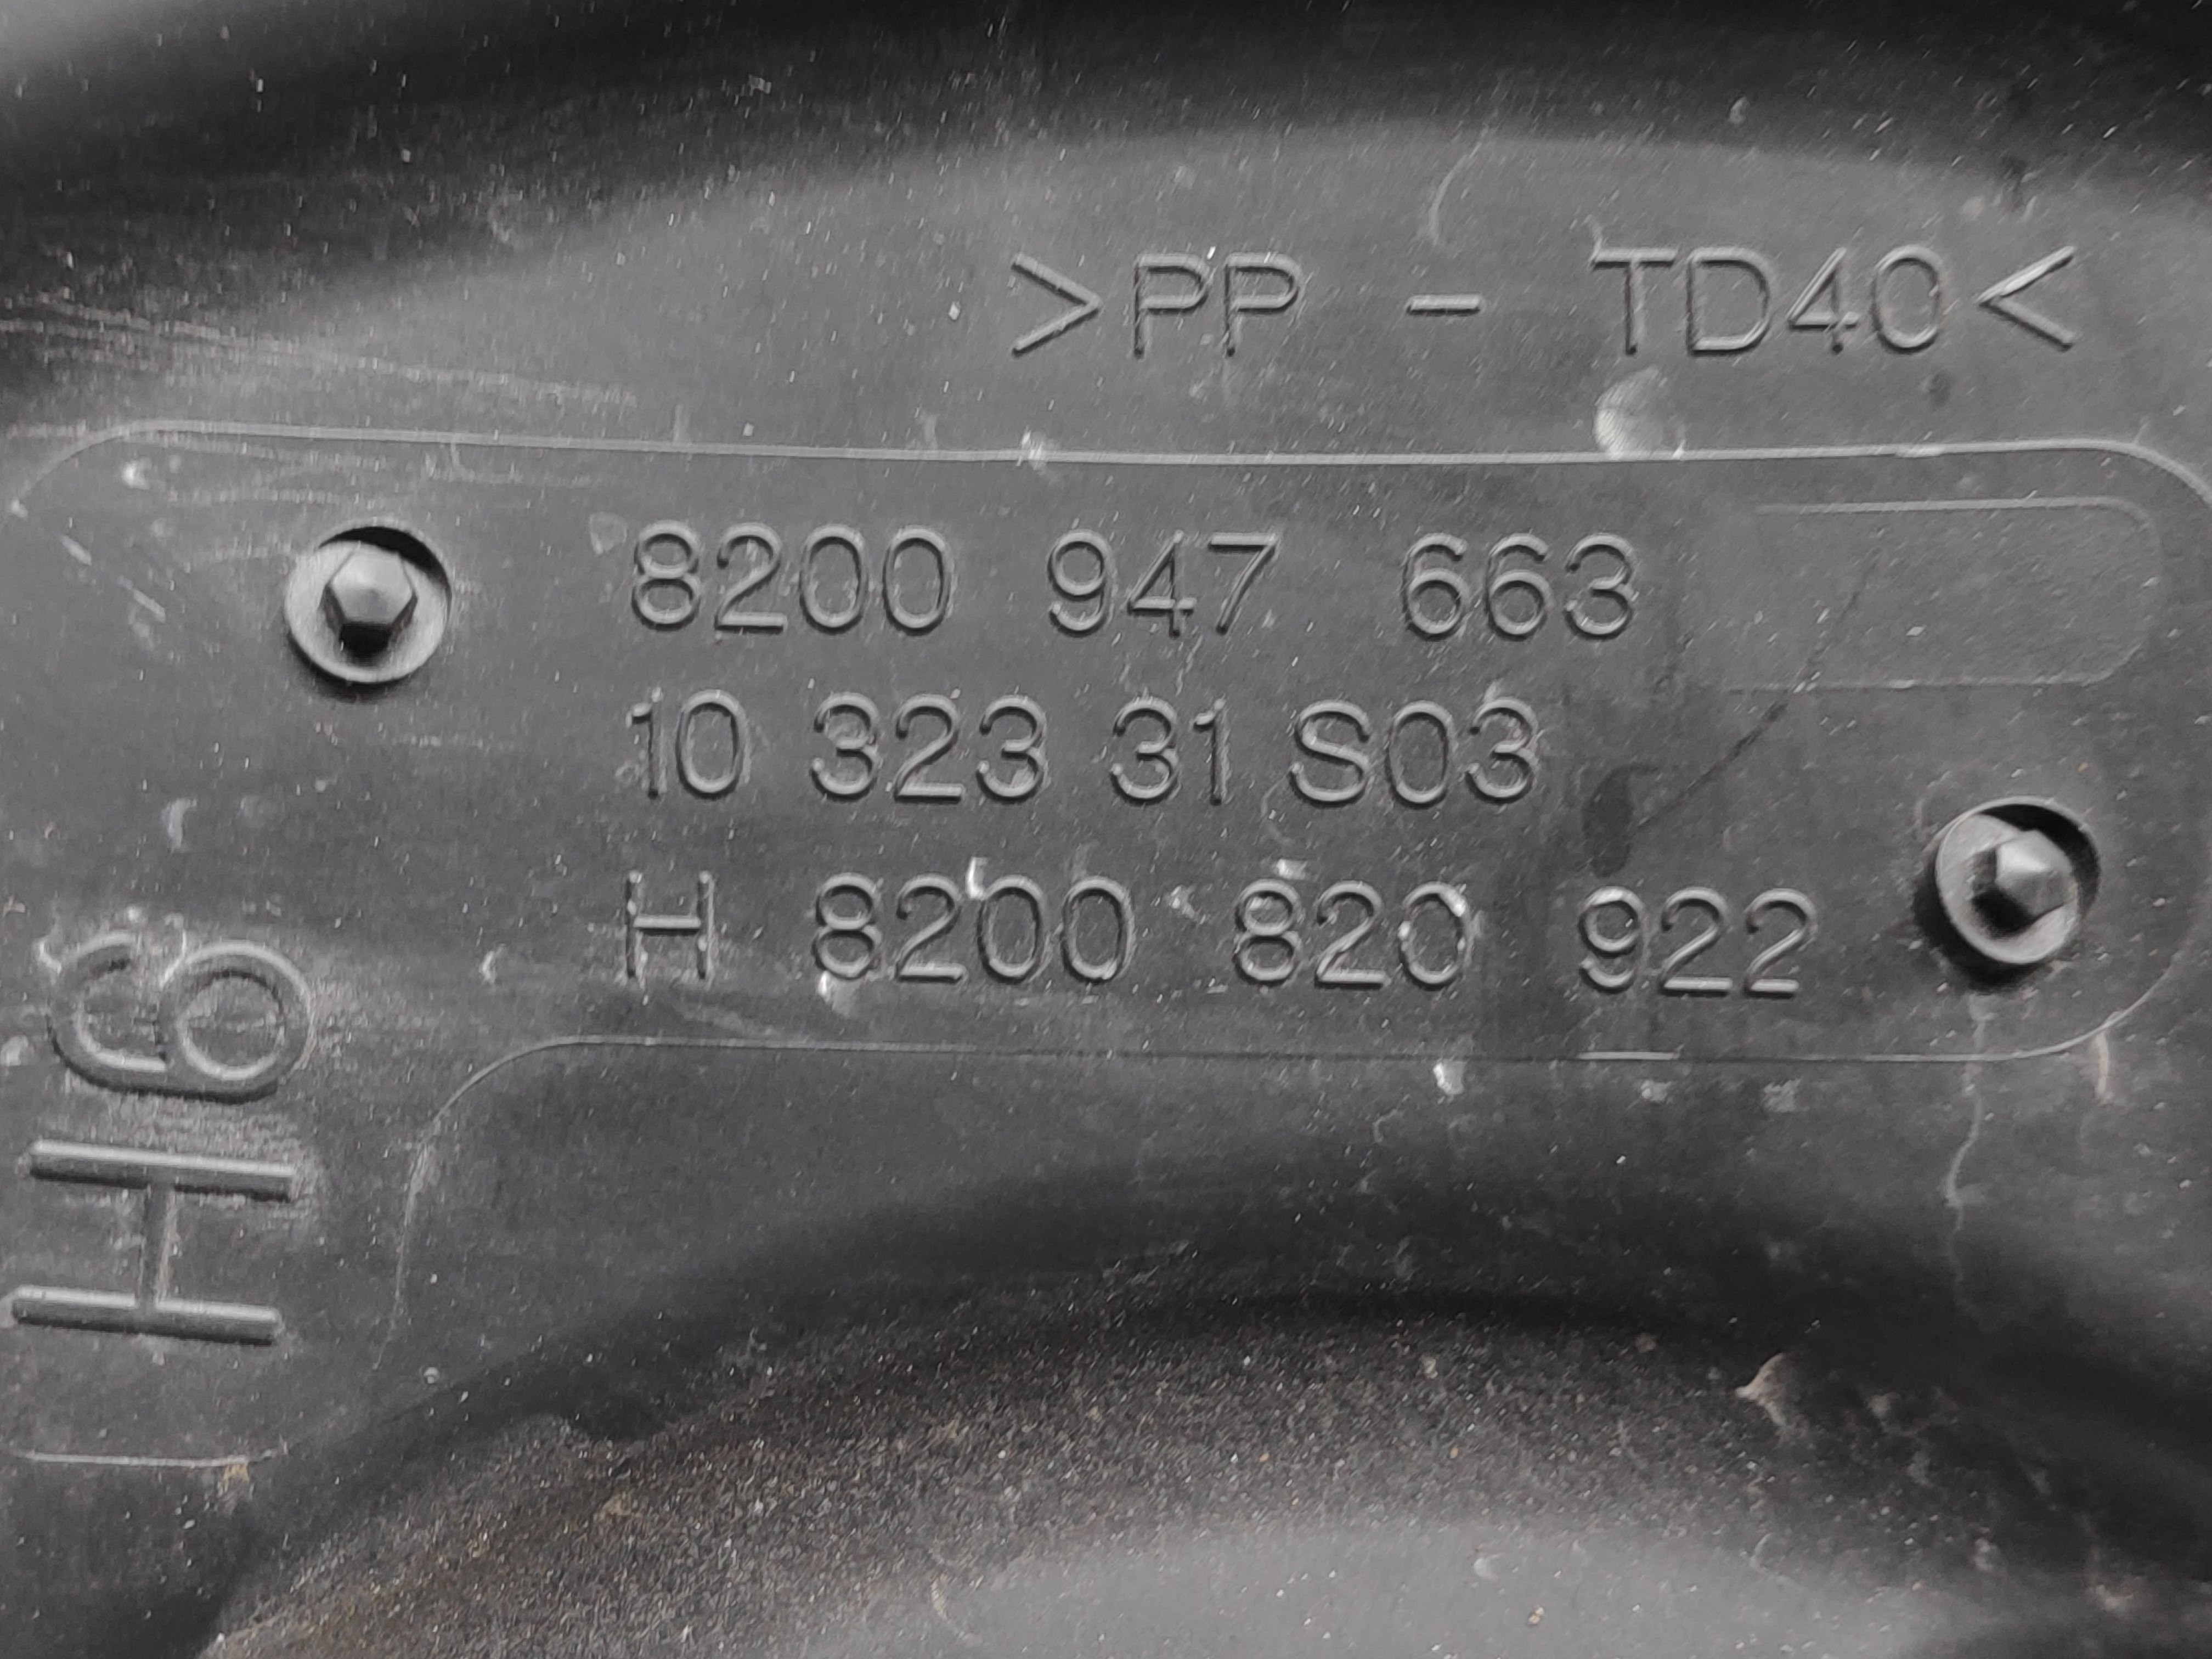 >PP - TD40<
8200 947 663
10 323 31 S03
H 8200 820 922
H6